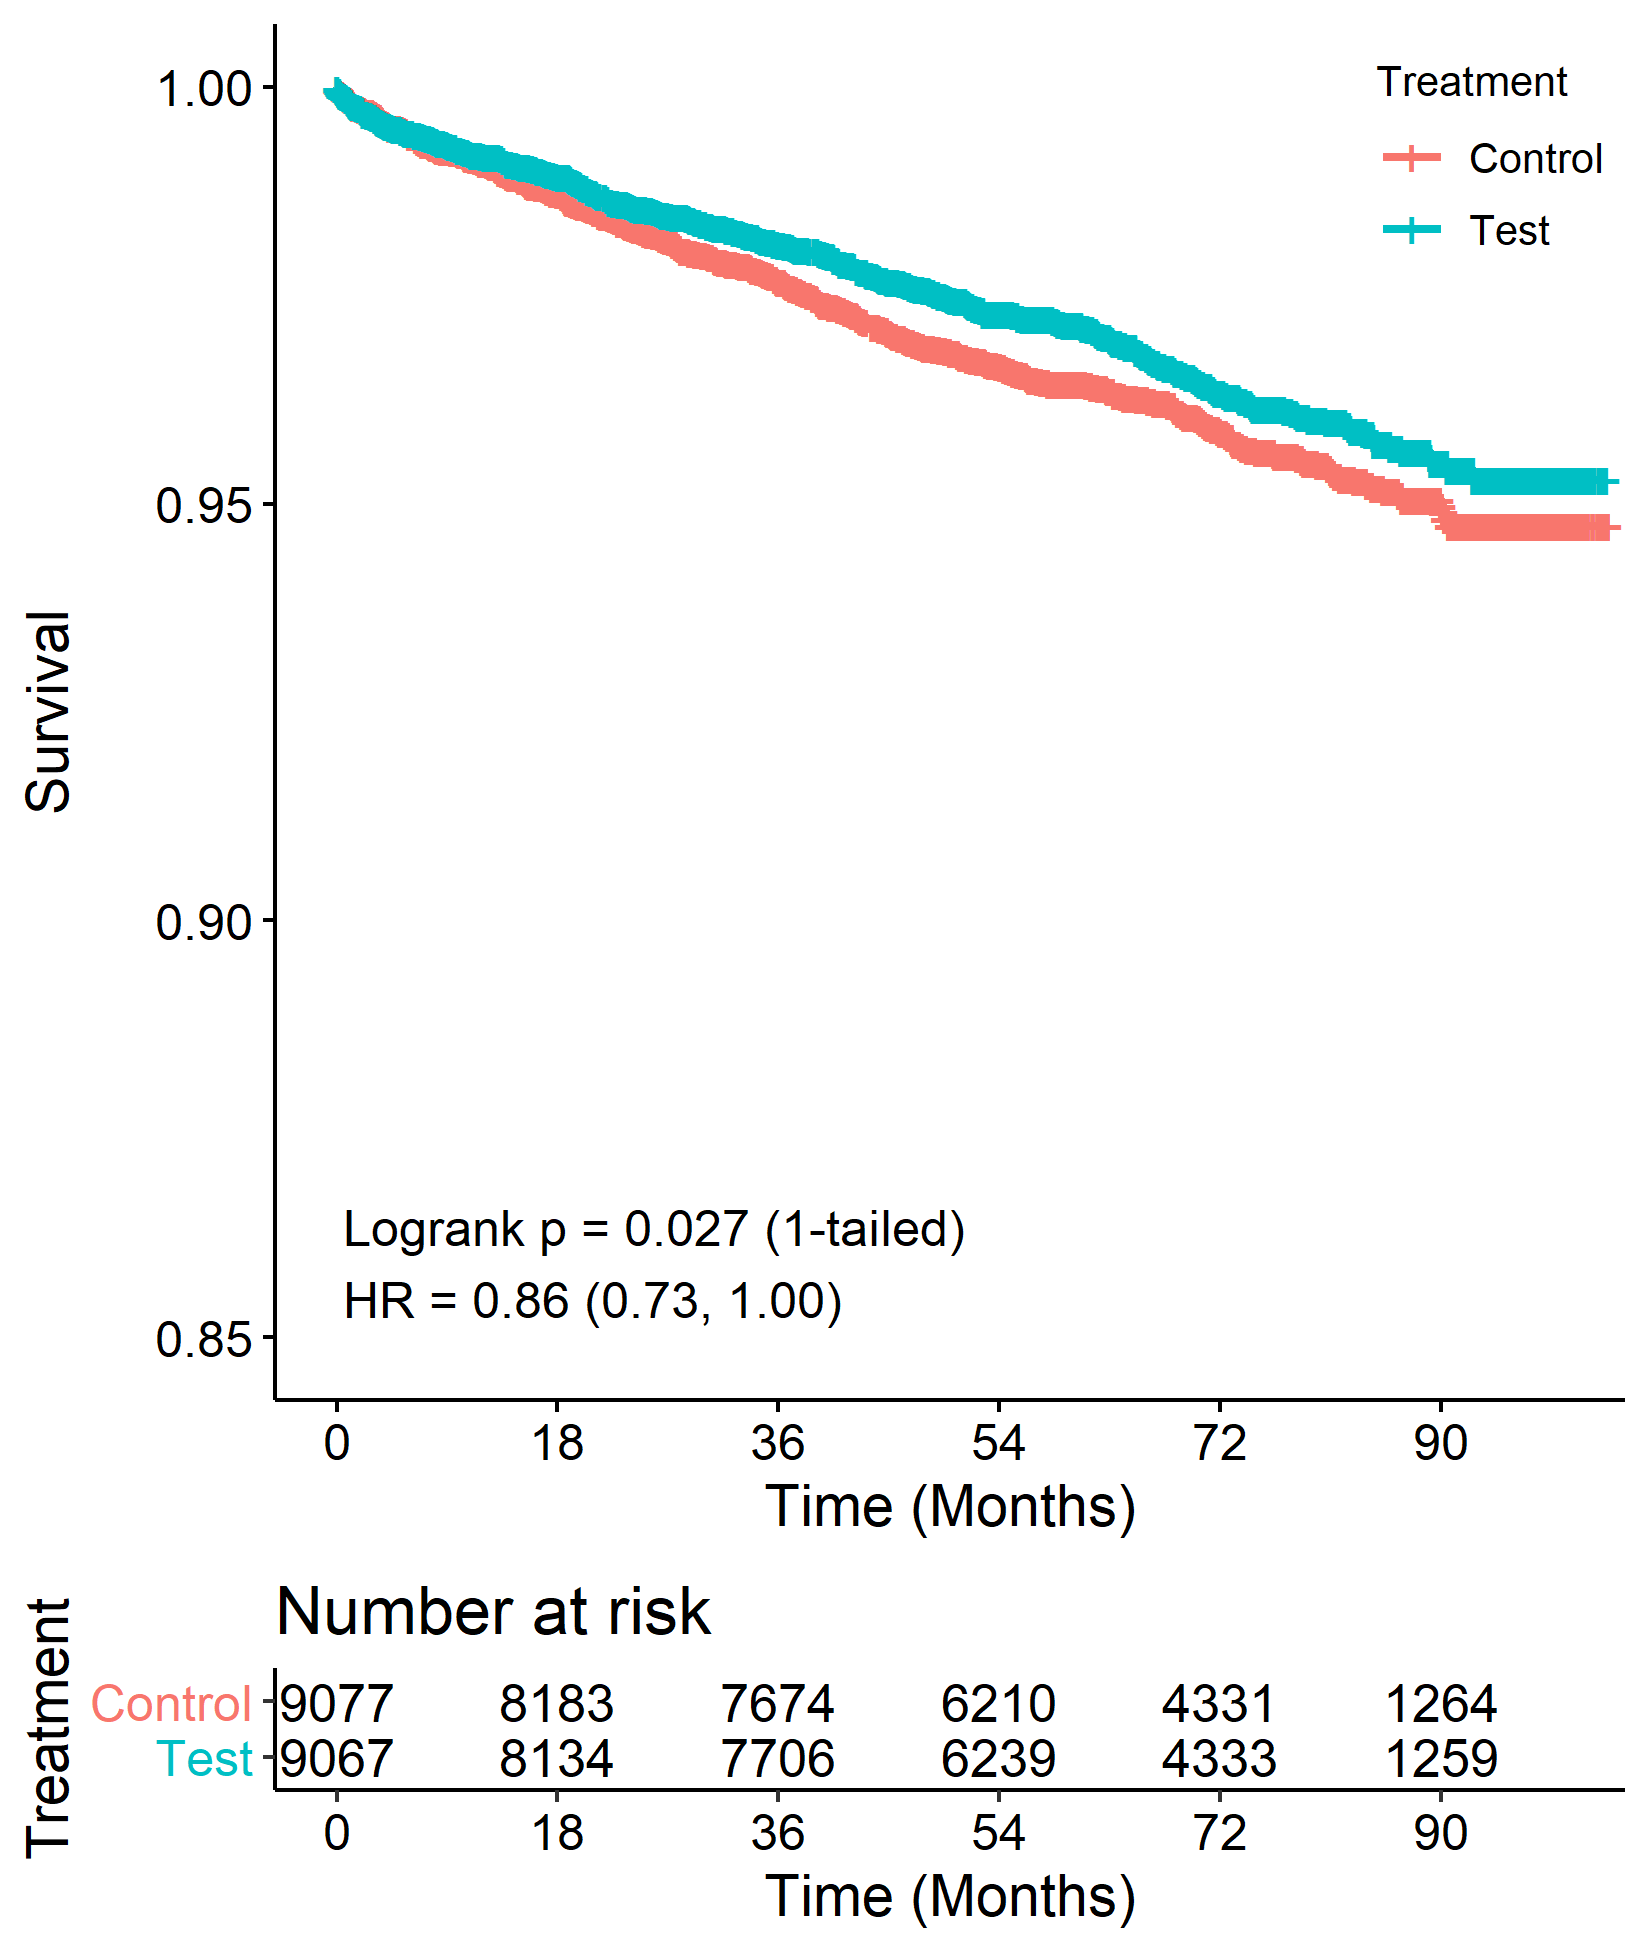 Treatment
Control
Test
1.00
0.95
0.90
0.85
Survival
Logrank p = 0.027 (1-tailed)
HR = 0.86 (0.73, 1.00)
0 18 36 54 72 90
Time (Months)
Number at risk
Treatment
Control 9077 8183 7674 6210 4331 1264
Test 9067 8134 7706 6239 4333 1259
0 18 36 54 72 90
Time (Months)